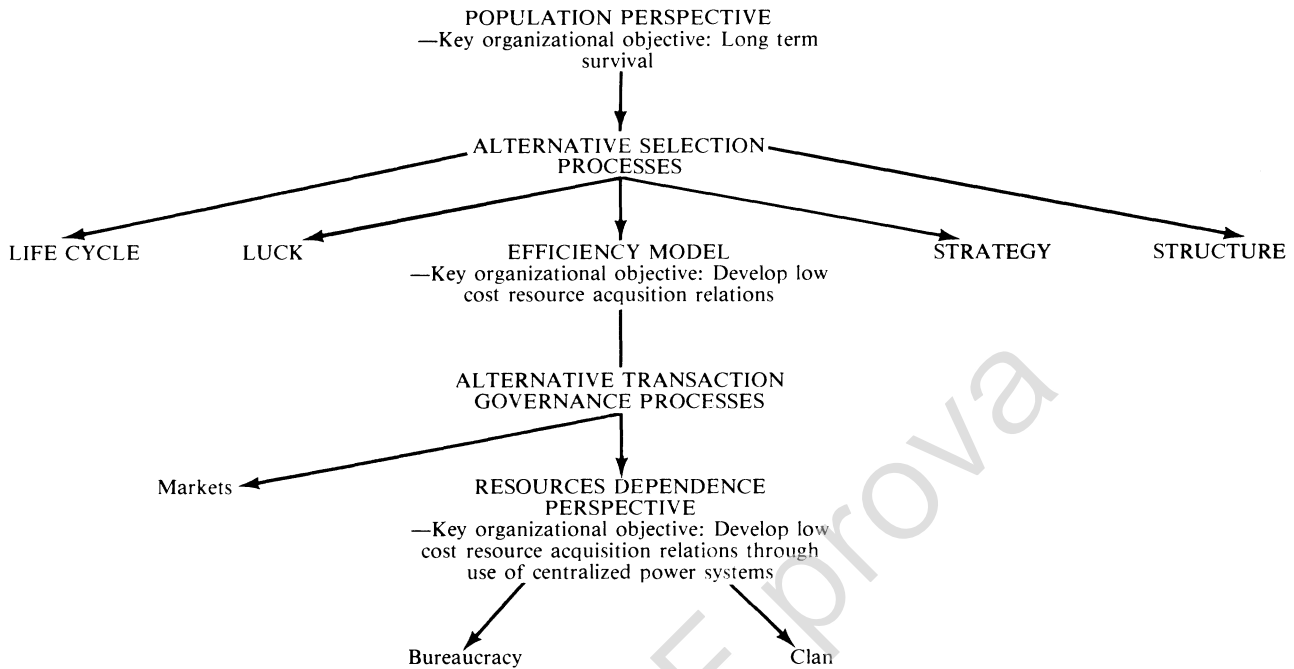 POPULATION PERSPECTIVE
—Key organizational objective: Long term
survival
ALTERNATIVE SELECTION
PROCESSES
LIFE CYCLE
LUCK
EFFICIENCY MODEL
—Key organizational objective: Develop low
cost resource acqusition relations
STRATEGY
STRUCTURE
ALTERNATIVE TRANSACTION
GOVERNANCE PROCESSES
Markets
RESOURCES DEPENDENCE
PERSPECTIVE
—Key organizational objective: Develop low
cost resource acquisition relations through
use of centralized power systems
Bureaucracy
Clan
E prova